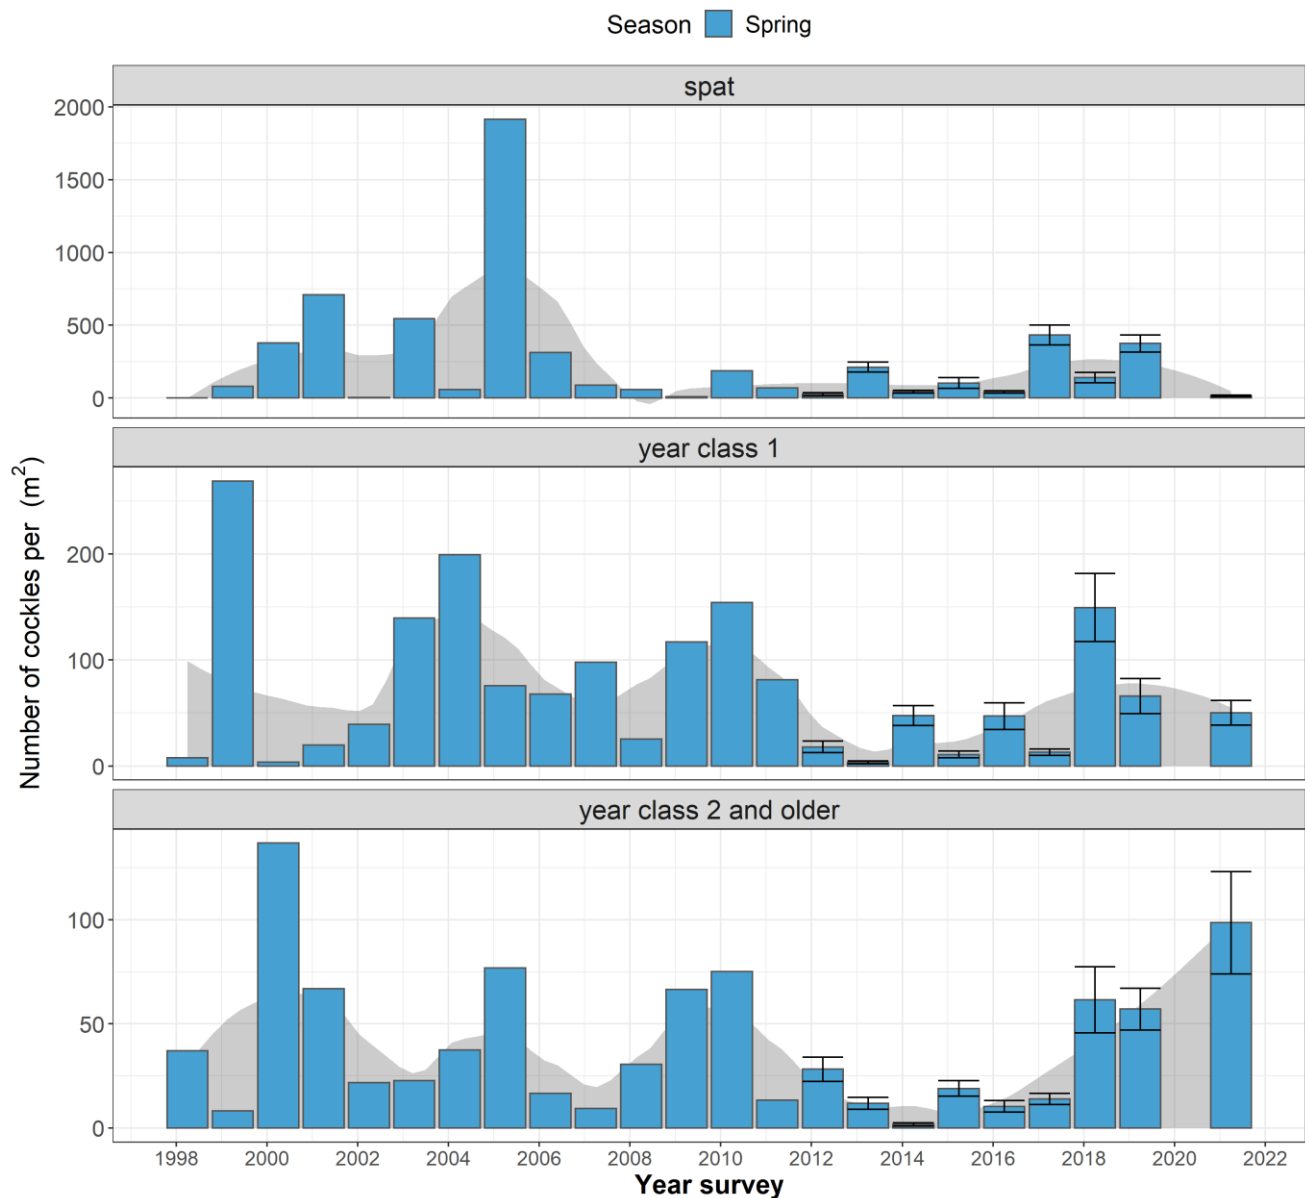 Season Spring
spat
2000
1500
1000
500
0
year class 1
200
100
0
year class 2 and older
100
50
0
Number of cockles per (m²)
1998 2000 2002 2004 2006 2008 2010 2012 2014 2016 2018 2020 2022
Year survey